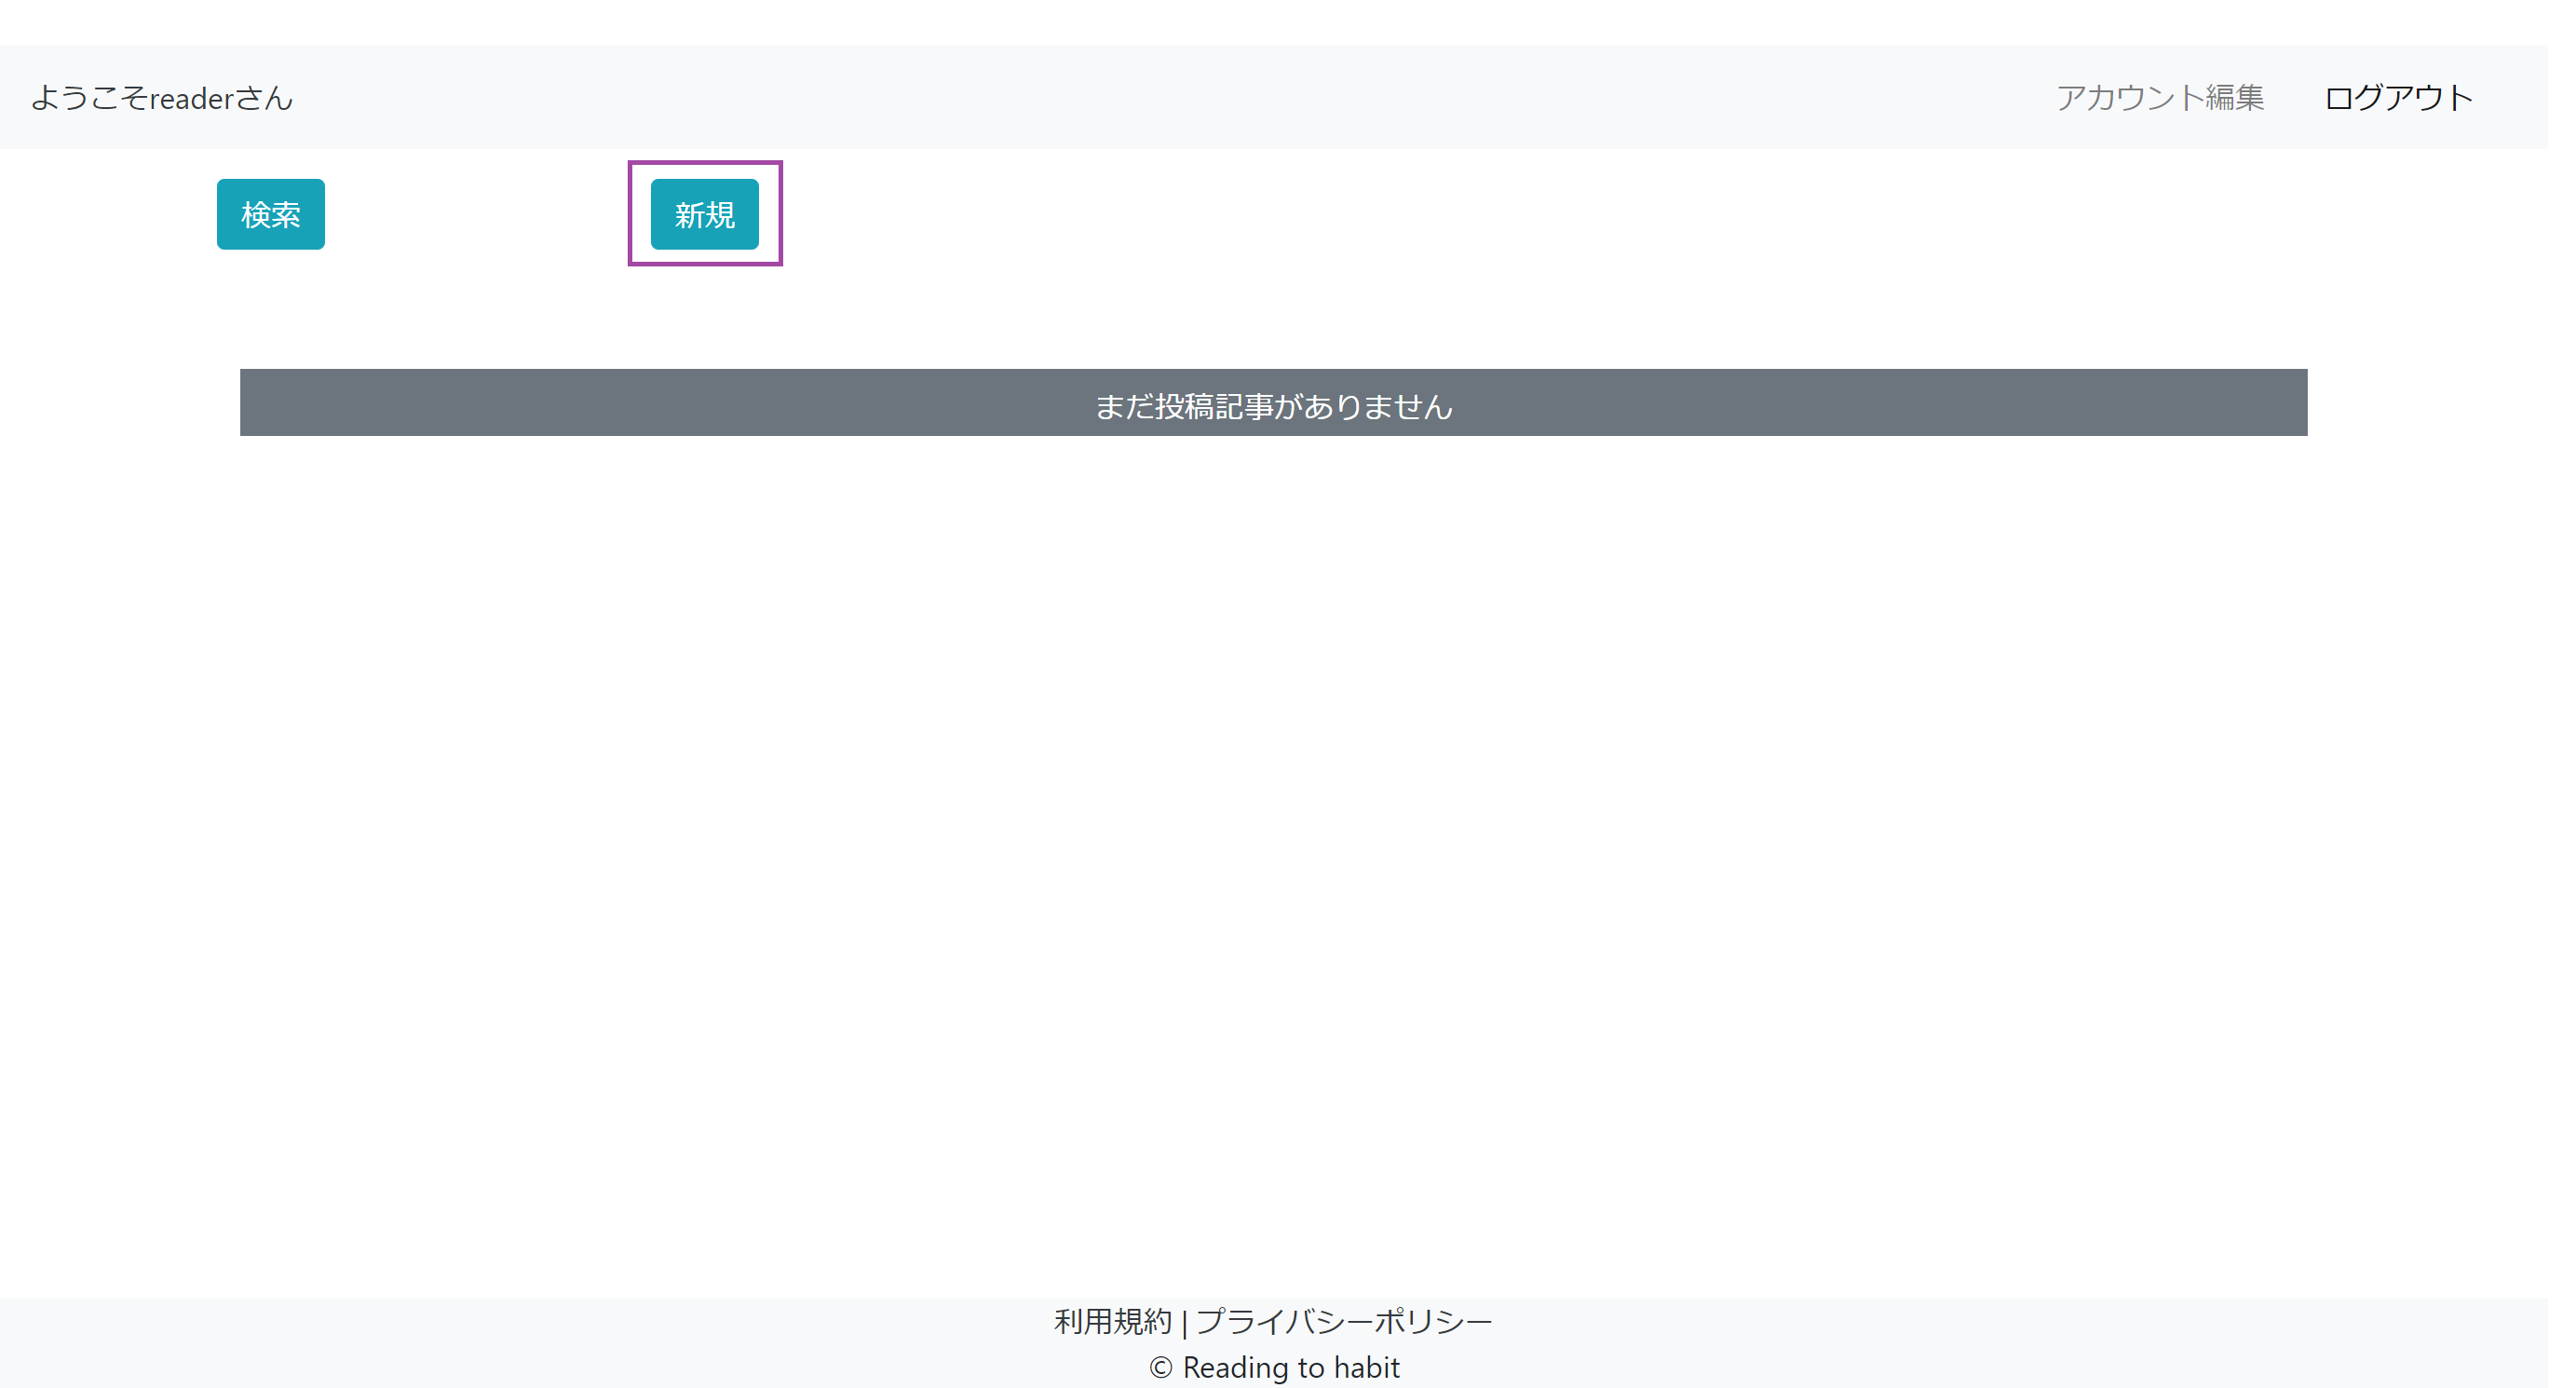 ようこそreaderさん アカウント編集 ログアウト
検索 新規
まだ投稿記事がありません
利用規約 | プライバシーポリシー
© Reading to habit